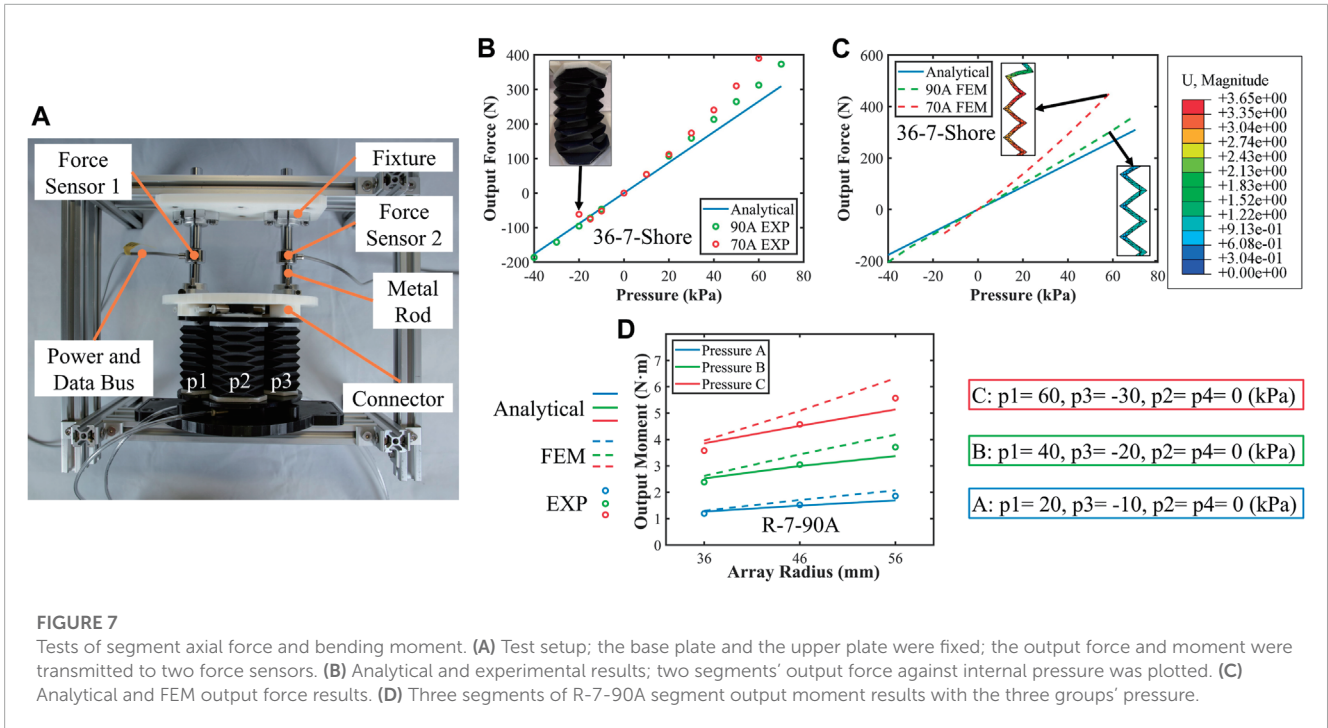 A
Force
Sensor 1
Fixture
Force
Sensor 2
Metal
Rod
Power and
Data Bus
p1 p2 p3
Connector
B
Output Force (N)
400
300
200
100
0
-100
-200
-40 -20 0 20 40 60 80
Pressure (kPa)
36-7-Shore
Analytical
90A EXP
70A EXP
C
Output Force (N)
600
400
200
0
-200
-40 -20 0 20 40 60 80
Pressure (kPa)
Analytical
90A FEM
70A FEM
36-7-Shore
U, Magnitude
+3.65e+00
+3.35e+00
+3.04e+00
+2.74e+00
+2.43e+00
+2.13e+00
+1.83e+00
+1.52e+00
+1.22e+00
+9.13e-01
+6.08e-01
+3.04e-01
+0.00e+00
D
Analytical
FEM
EXP
Output Moment (N·m)
7
6
5
4
3
2
1
0
Pressure A
Pressure B
Pressure C
R-7-90A
36 46 56
Array Radius (mm)
C: p1= 60, p3= -30, p2= p4= 0 (kPa)
B: p1= 40, p3= -20, p2= p4= 0 (kPa)
A: p1= 20, p3= -10, p2= p4= 0 (kPa)
FIGURE 7
Tests of segment axial force and bending moment. (A) Test setup; the base plate and the upper plate were fixed; the output force and moment were
transmitted to two force sensors. (B) Analytical and experimental results; two segments' output force against internal pressure was plotted. (C)
Analytical and FEM output force results. (D) Three segments of R-7-90A segment output moment results with the three groups' pressure.